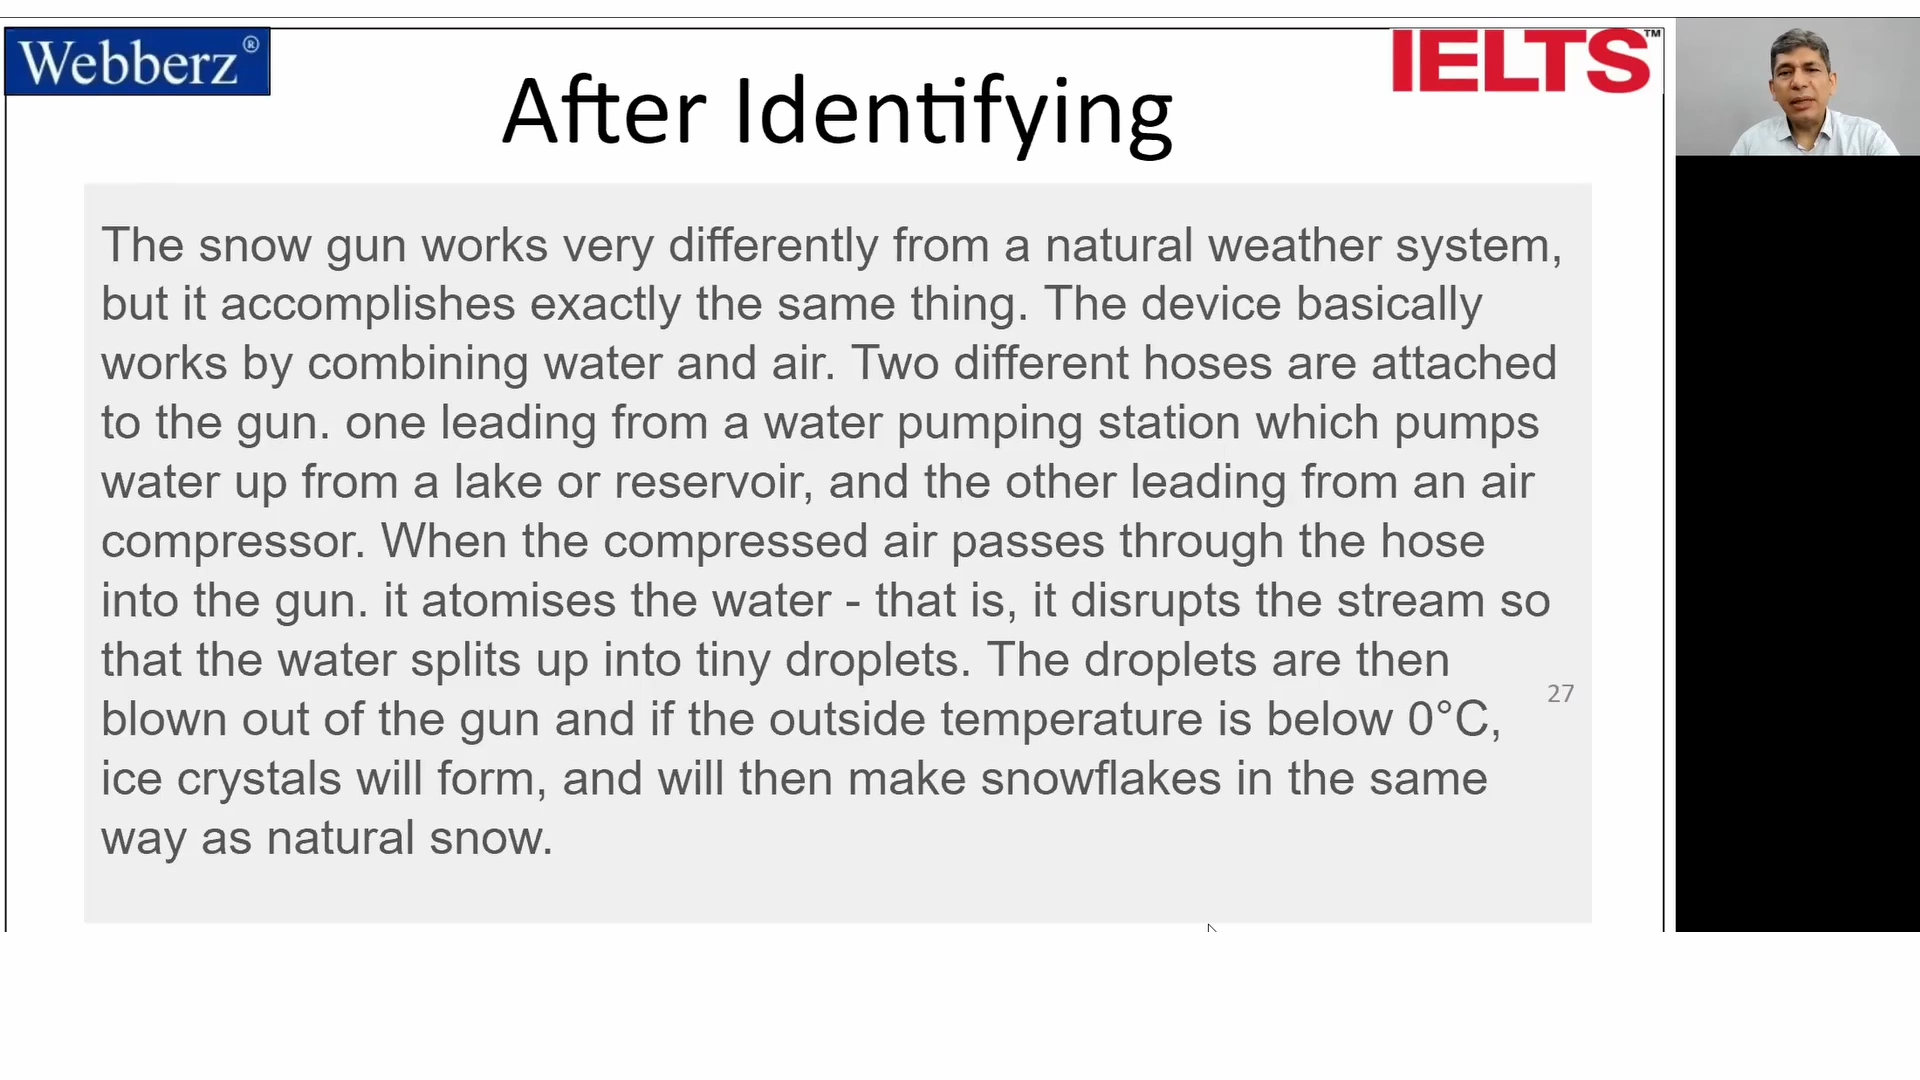 Webberz®
IELTS™
After Identifying
The snow gun works very differently from a natural weather system,
but it accomplishes exactly the same thing. The device basically
works by combining water and air. Two different hoses are attached
to the gun. one leading from a water pumping station which pumps
water up from a lake or reservoir, and the other leading from an air
compressor. When the compressed air passes through the hose
into the gun. it atomises the water - that is, it disrupts the stream so
that the water splits up into tiny droplets. The droplets are then
blown out of the gun and if the outside temperature is below 0°C,
ice crystals will form, and will then make snowflakes in the same
way as natural snow.
27